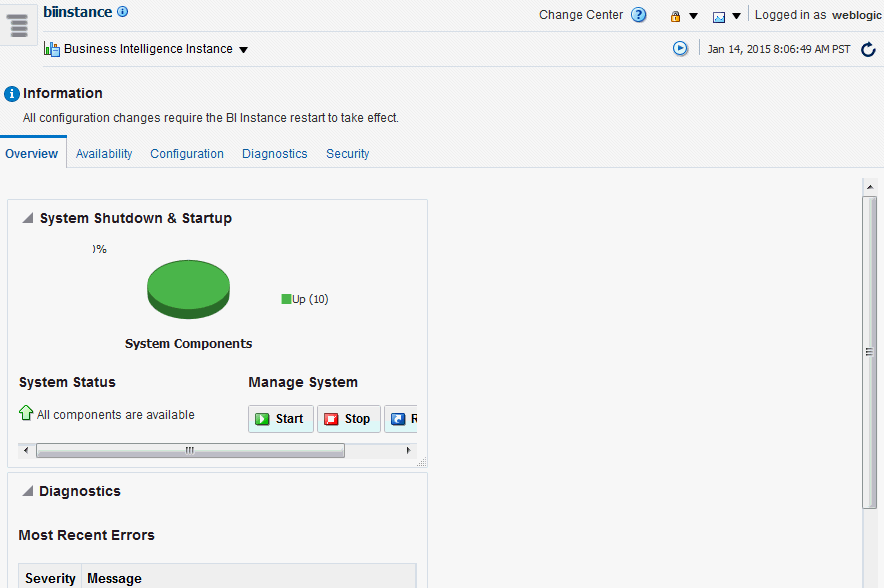 biinstance
Change Center
Logged in as weblogic
Business Intelligence Instance
Jan 14, 2015 8:06:49 AM PST
Information
All configuration changes require the BI Instance restart to take effect.
Overview Availability Configuration Diagnostics Security
System Shutdown & Startup
0%
Up (10)
System Components
System Status Manage System
All components are available
Start Stop R
Diagnostics
Most Recent Errors
Severity Message